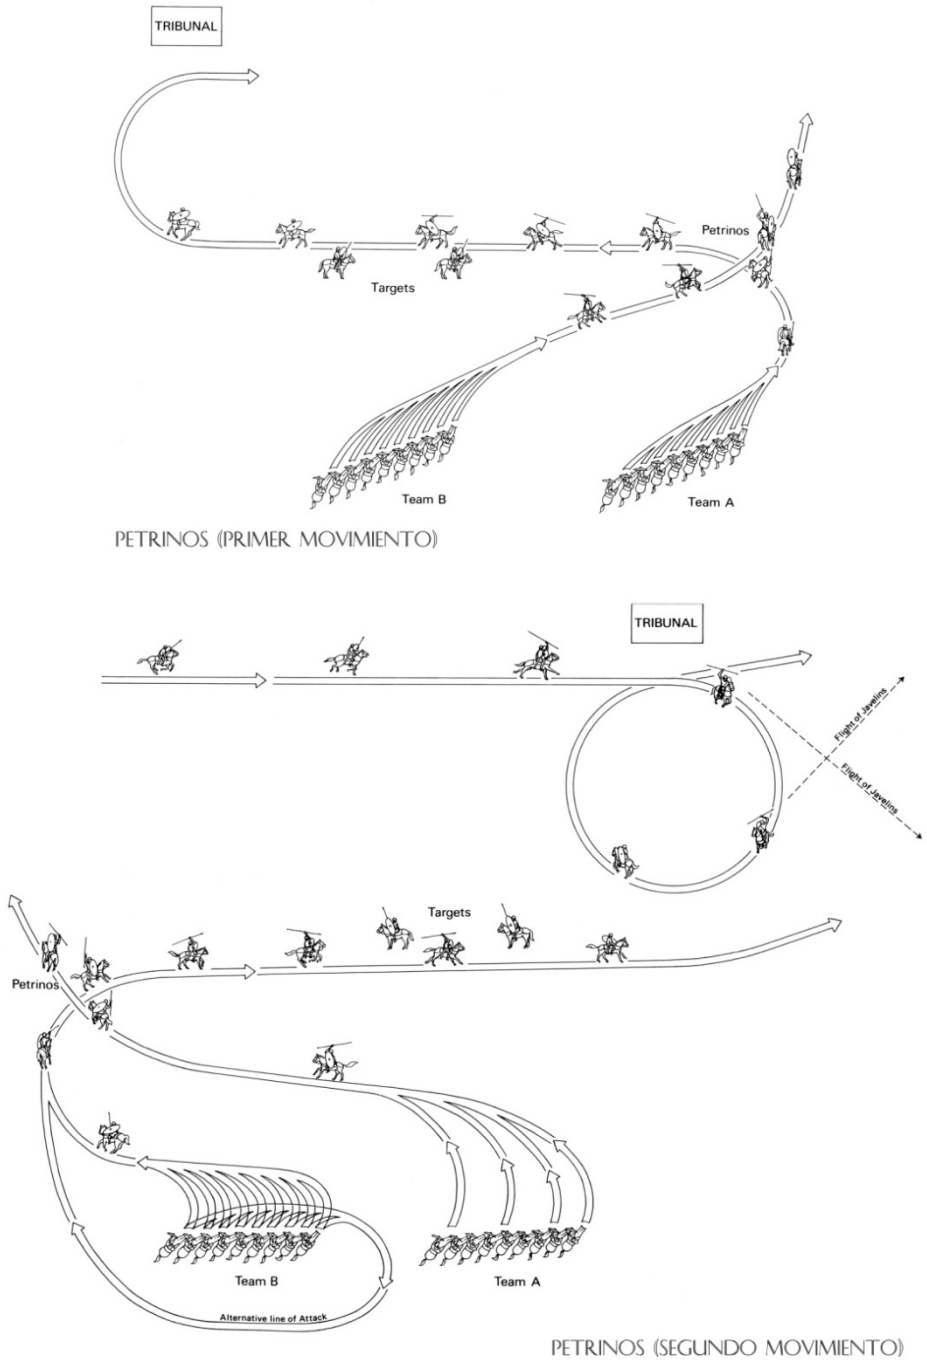 TRIBUNAL
Petrinos
Targets
Team B
Team A
PETRINOS (PRIMER MOVIMIENTO)
TRIBUNAL
Flight of Javelins
Flight of Javelins
Targets
Petrinos
Team B
Team A
Alternative line of Attack
PETRINOS (SEGUNDO MOVIMIENTO)